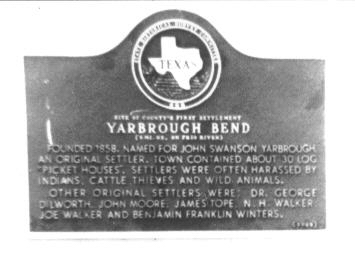 TEXAS
SITE OF COUNTY'S FIRST SETTLEMENT
YARBROUGH BEND
FOUNDED 1858. NAMED FOR JOHN SWANSON YARBROUGH,
AN ORIGINAL SETTLER. TOWN CONTAINED ABOUT 30 LOG
"PICKET HOUSES". SETTLERS WERE OFTEN HARASSED BY
INDIANS, CATTLE THIEVES AND WILD ANIMALS.
OTHER ORIGINAL SETTLERS WERE: DR. GEORGE
DILWORTH, JOHN MOORE, JAMES TOPE, N. H. WALKER,
JOE WALKER AND BENJAMIN FRANKLIN WINTERS.